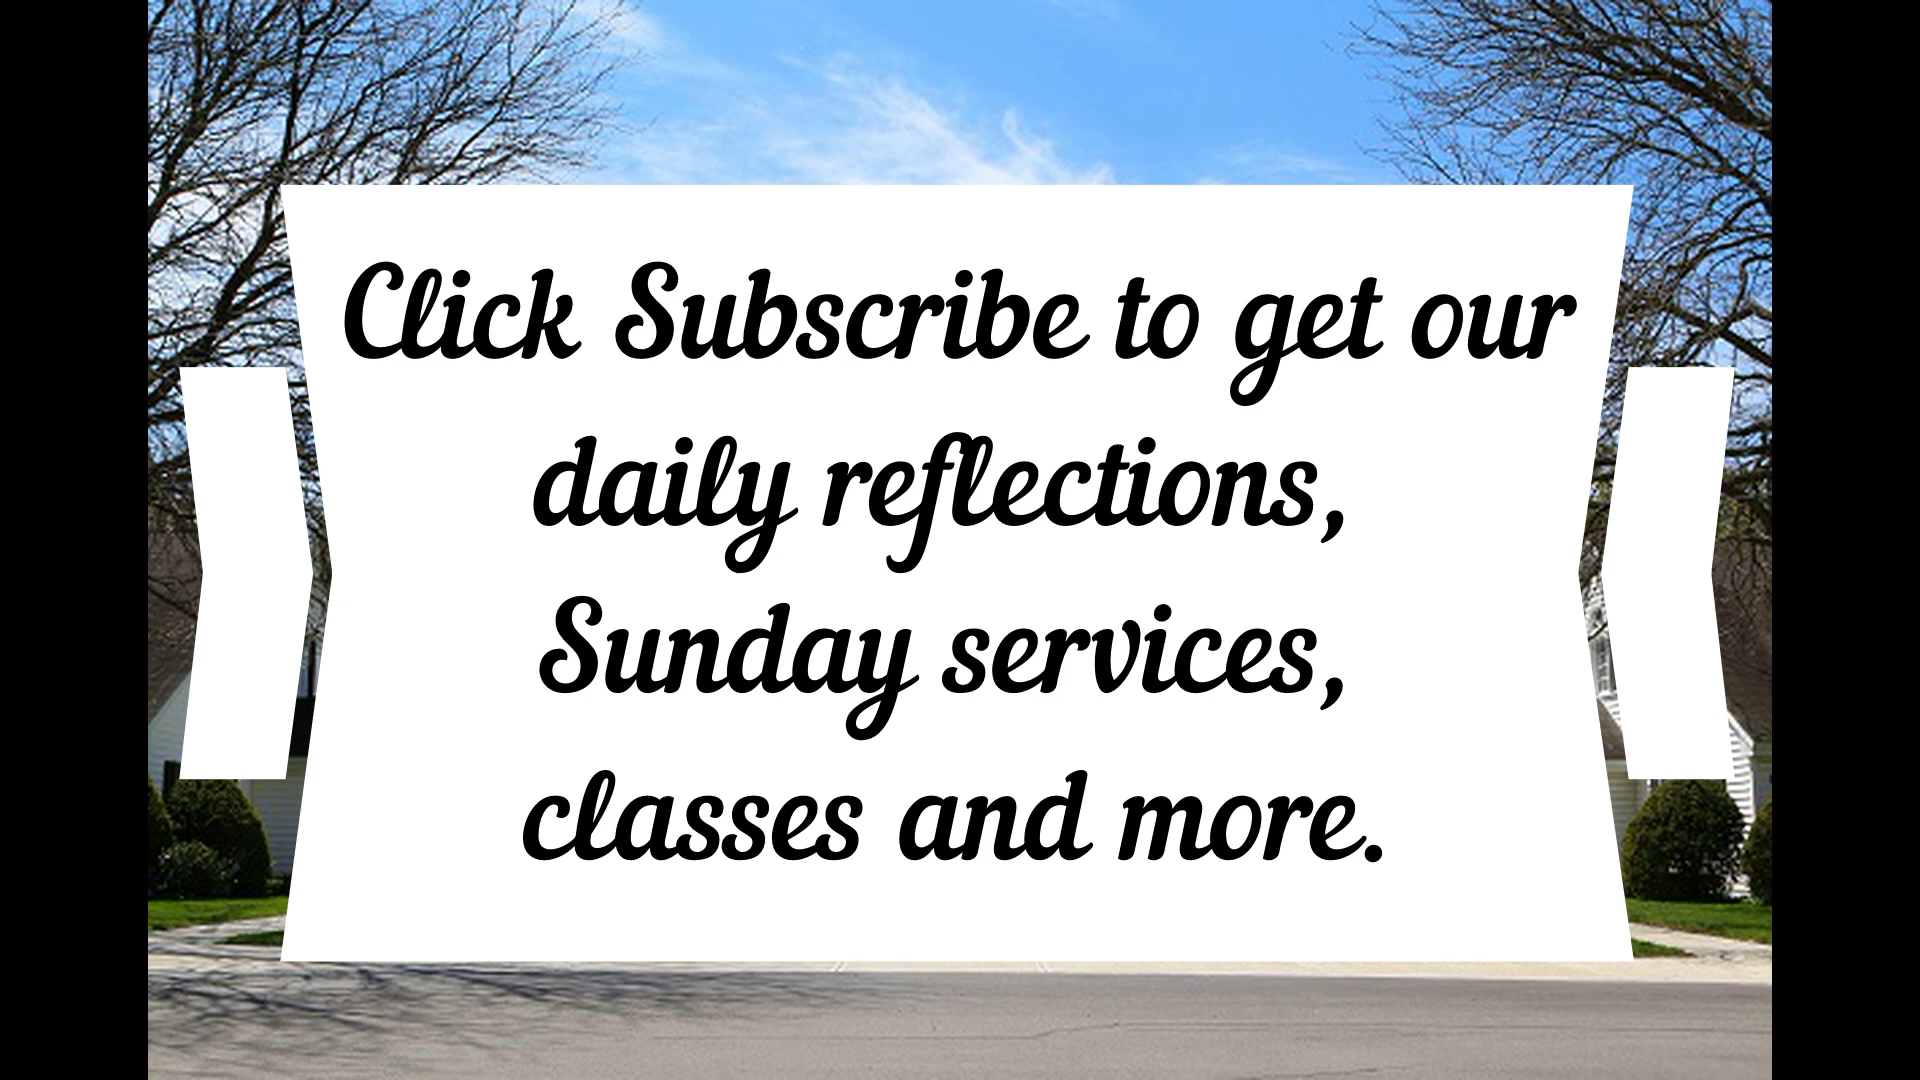 Click Subscribe to get our
daily reflections,
Sunday services,
classes and more.